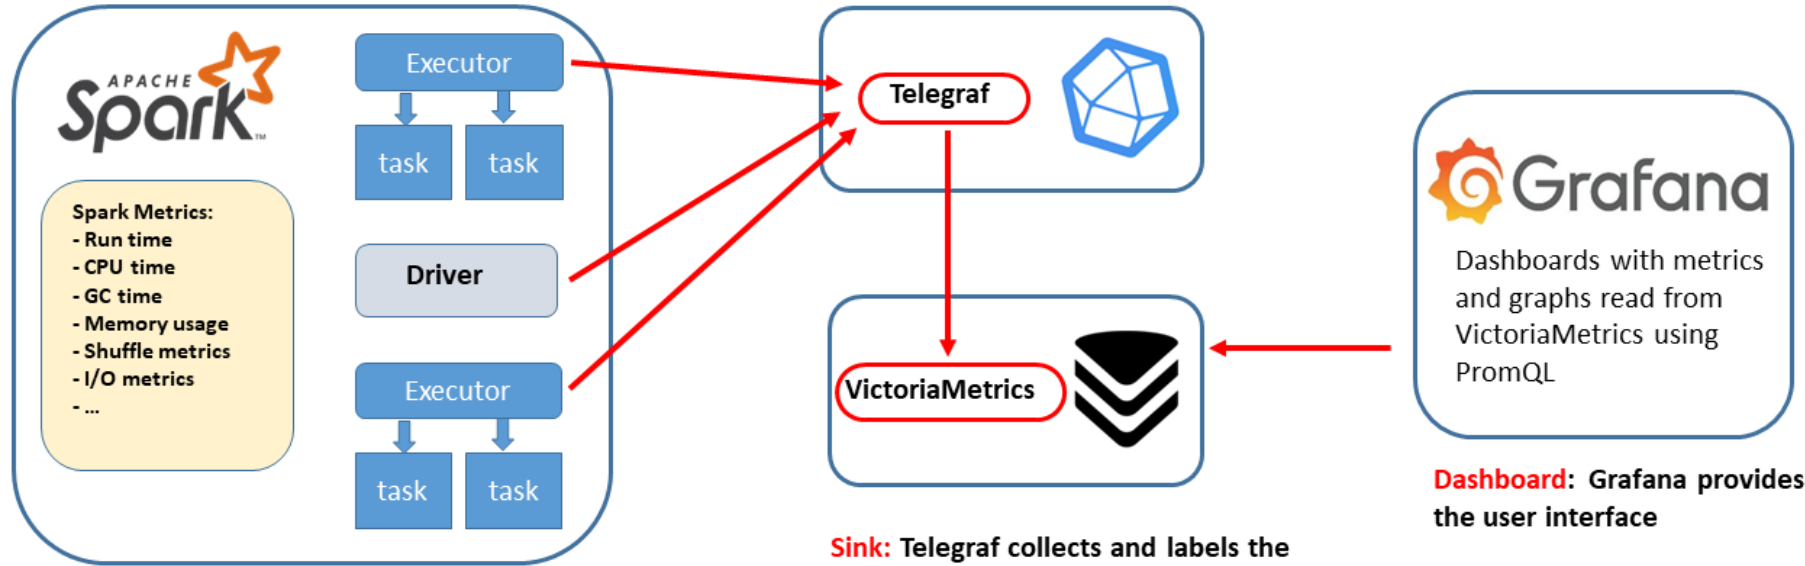 APACHE
Spark™
Spark Metrics:
- Run time
- CPU time
- GC time
- Memory usage
- Shuffle metrics
- I/O metrics
- ...
Executor
task task
Driver
Executor
task task
Telegraf
VictoriaMetrics
Sink: Telegraf collects and labels the
Grafana
Dashboards with metrics
and graphs read from
VictoriaMetrics using
PromQL
Dashboard: Grafana provides
the user interface